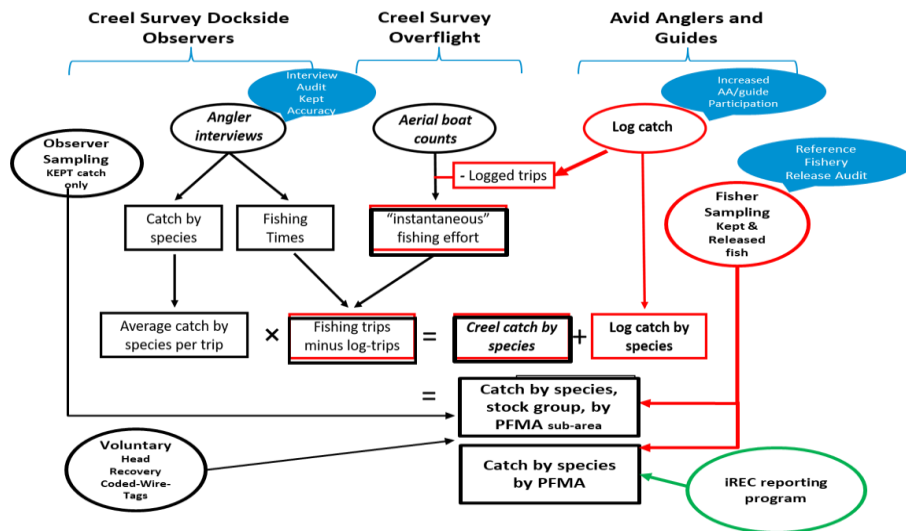 Creel Survey Dockside
Observers
Creel Survey
Overflight
Avid Anglers and
Guides
Interview
Audit
Kept
Accuracy
Increased
AA/guide
Participation
Angler
interviews
Aerial boat
counts
Log catch
Observer
Sampling
KEPT catch
only
- Logged trips
Reference
Fishery
Release Audit
Catch by
species
Fishing
Times
“instantaneous”
fishing effort
Fisher
Sampling
Kept &
Released
fish
Average catch by
species per trip
×
Fishing trips
minus log-trips
=
Creel catch by
species
+
Log catch by
species
=
Catch by species,
stock group, by
PFMA sub-area
Voluntary
Head
Recovery
Coded-Wire-
Tags
Catch by species
by PFMA
iREC reporting
program